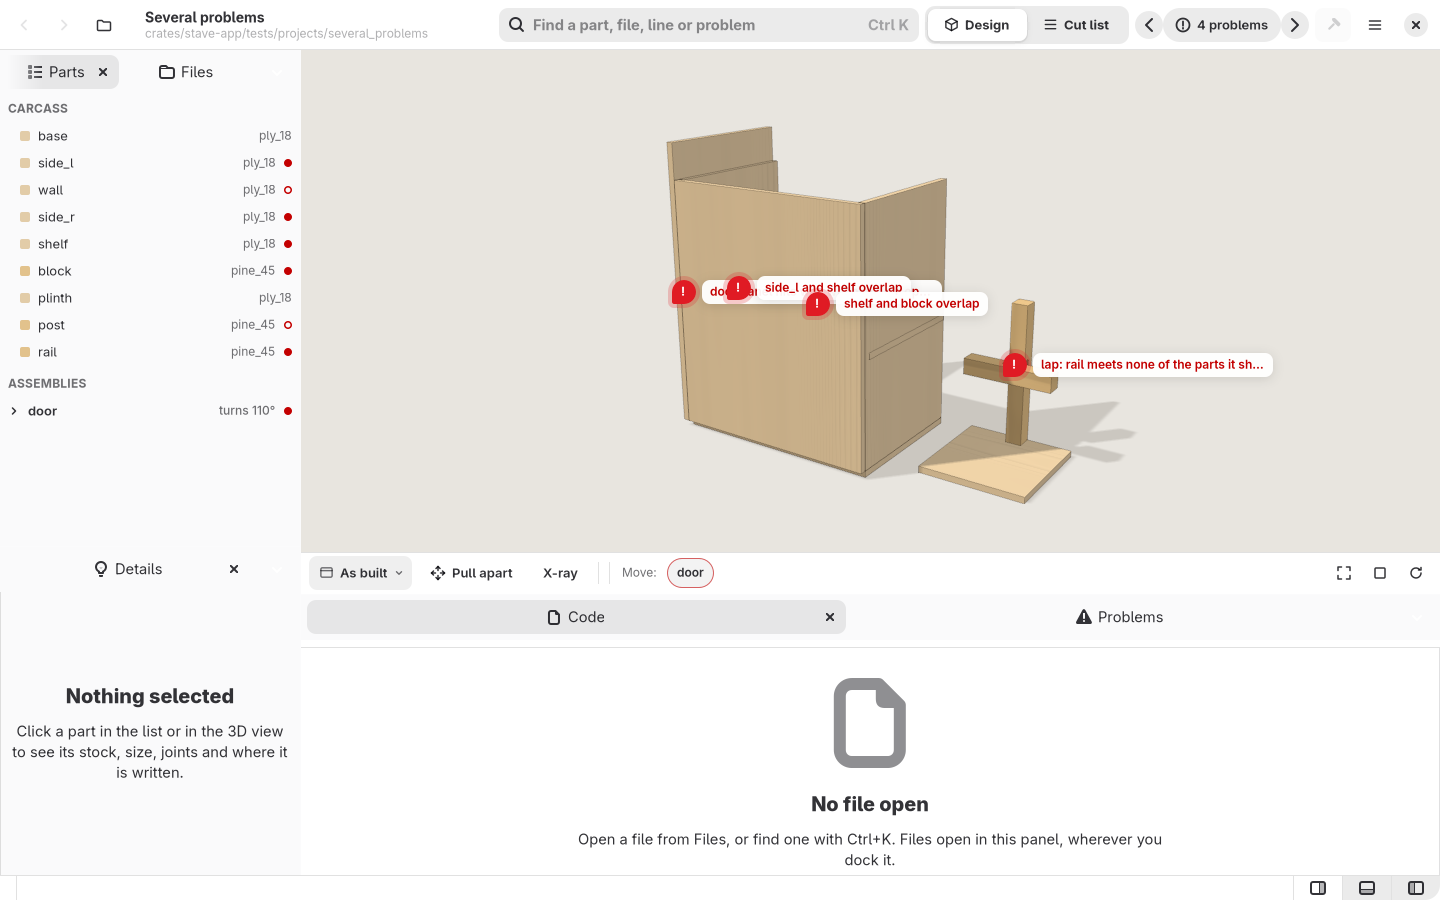 Several problems
crates/stave-app/tests/projects/several_problems
Find a part, file, line or problem
Ctrl K
Design
Cut list
4 problems
Parts
Files
CARCASS
base ply_18
side_l ply_18
wall ply_18
side_r ply_18
shelf ply_18
block pine_45
plinth ply_18
post pine_45
rail pine_45
ASSEMBLIES
door turns 110°
side_l and shelf overlap
shelf and block overlap
lap: rail meets none of the parts it sh...
Details
As built
Pull apart
X-ray
Move:
door
Code
Problems
Nothing selected
Click a part in the list or in the 3D view
to see its stock, size, joints and where it
is written.
No file open
Open a file from Files, or find one with Ctrl+K. Files open in this panel, wherever you
dock it.